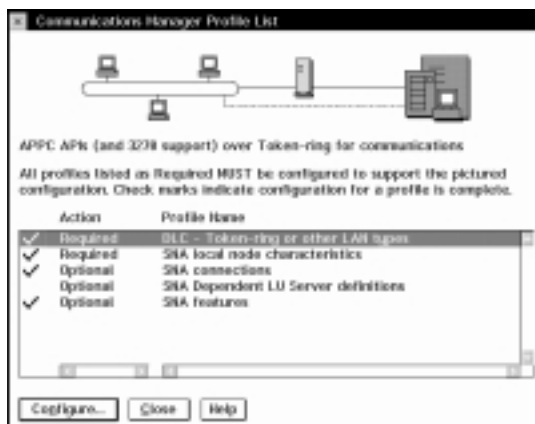 Communications Manager Profile List
APPC APIs (and 3270 support) over Token-ring for communications
All profiles listed as Required MUST be configured to support the pictured
configuration. Check marks indicate configuration for a profile is complete.
Action Profile Name
✓ Required DLC - Token-ring or other LAN types
✓ Required SNA local node characteristics
✓ Optional SNA connections
Optional SNA Dependent LU Server definitions
✓ Optional SNA features
Configure... Close Help